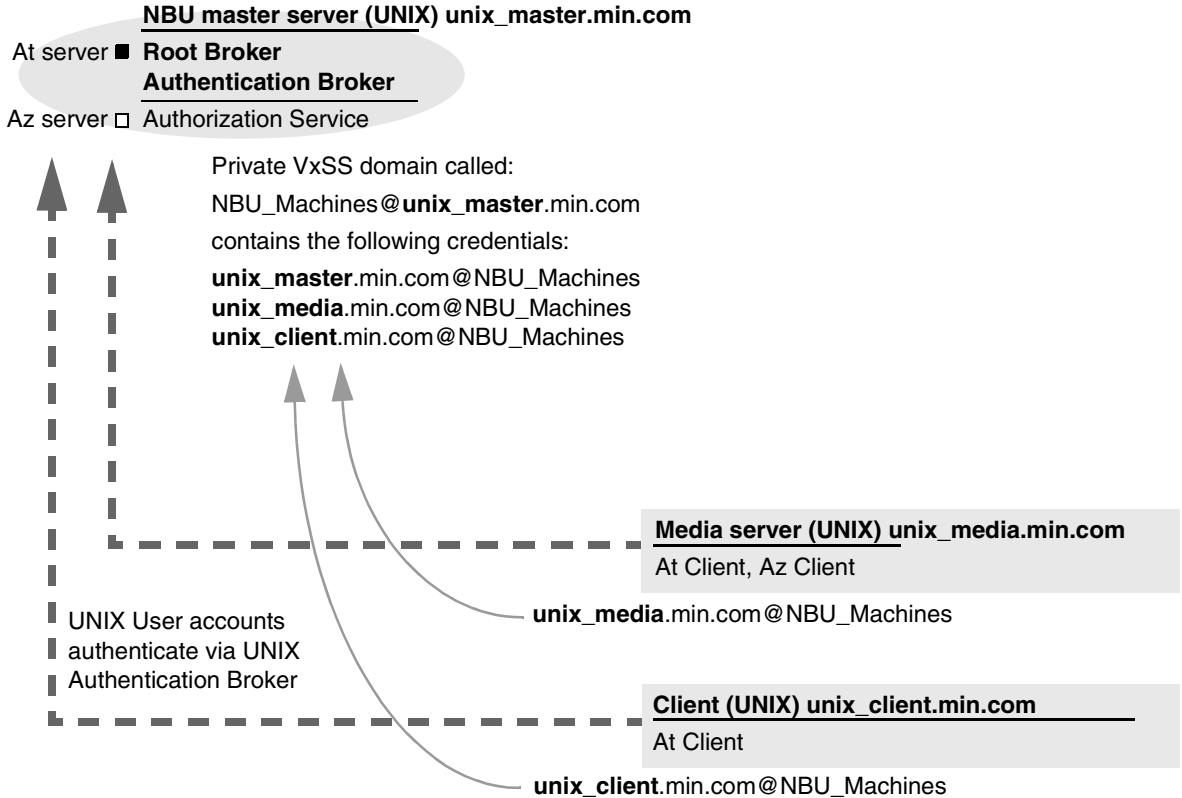 NBU master server (UNIX) unix_master.min.com
At server Root Broker
Authentication Broker
Az server Authorization Service
Private VxSS domain called:
NBU_Machines@unix_master.min.com
contains the following credentials:
unix_master.min.com@NBU_Machines
unix_media.min.com@NBU_Machines
unix_client.min.com@NBU_Machines
Media server (UNIX) unix_media.min.com
At Client, Az Client
unix_media.min.com@NBU_Machines
UNIX User accounts
authenticate via UNIX
Authentication Broker
Client (UNIX) unix_client.min.com
At Client
unix_client.min.com@NBU_Machines